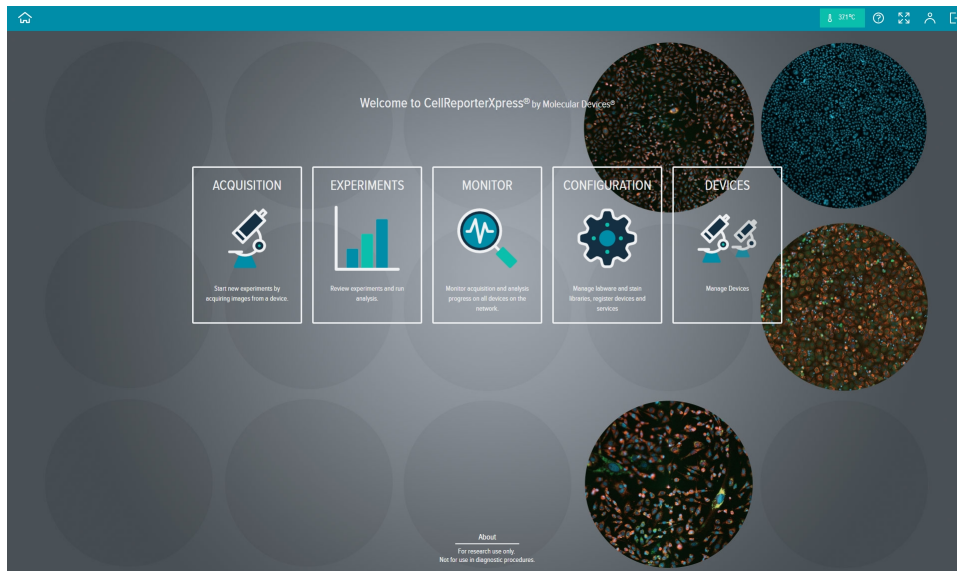 37.1°C
Welcome to CellReporterXpress® by Molecular Devices®
ACQUISITION
Start new experiments by
acquiring images from a device.
EXPERIMENTS
Review experiments and run
analysis.
MONITOR
Monitor acquisition and analysis
progress on all devices on the
network.
CONFIGURATION
Manage labware and stain
libraries, register devices and
services
DEVICES
Manage Devices
About
For research use only.
Not for use in diagnostic procedures.